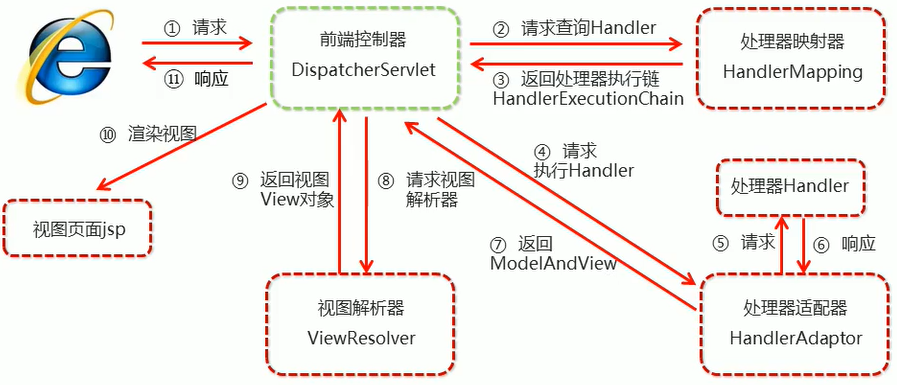 ① 请求
⑪ 响应
前端控制器
DispatcherServlet
② 请求查询Handler
③ 返回处理器执行链
HandlerExecutionChain
处理器映射器
HandlerMapping
⑩ 渲染视图
⑨ 返回视图
View对象
⑧ 请求视图
解析器
④ 请求
执行Handler
处理器Handler
视图页面jsp
⑦ 返回
ModelAndView
⑤ 请求
⑥ 响应
视图解析器
ViewResolver
处理器适配器
HandlerAdaptor